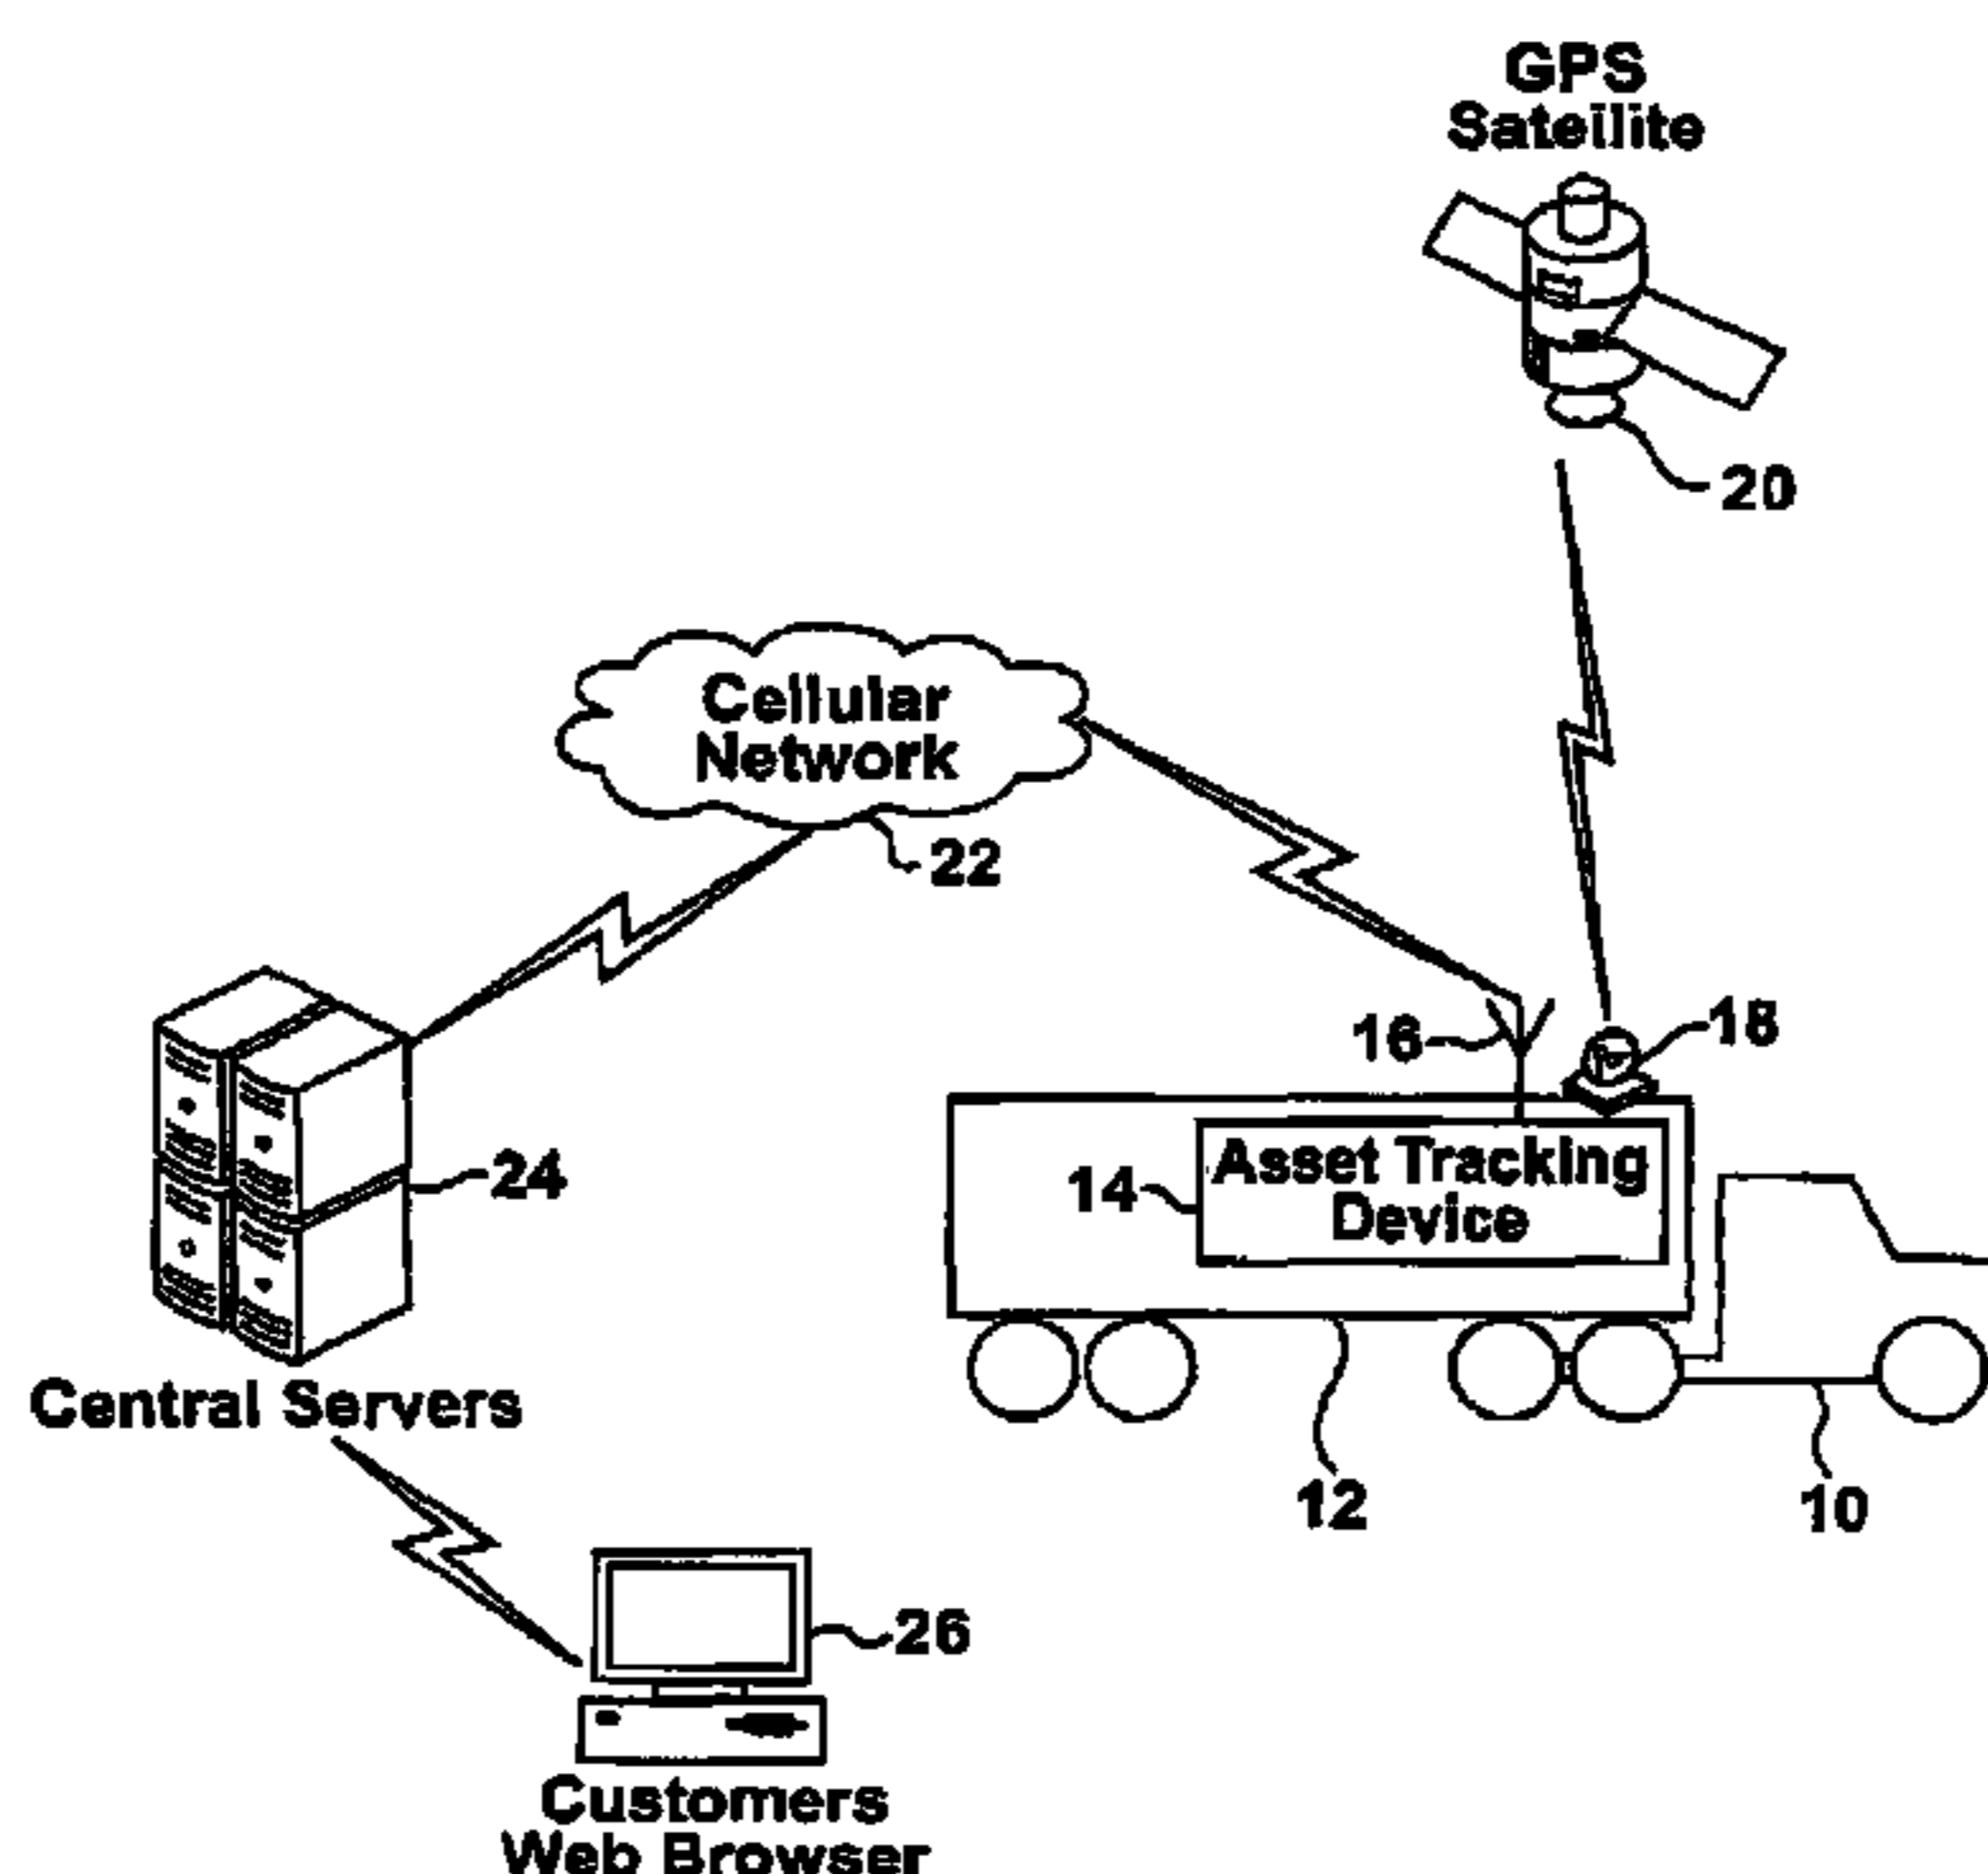 GPS
Satellite
20
Cellular
Network
22
16
18
24
14
Asset Tracking
Device
Central Servers
12
10
26
Customers
Web Browser